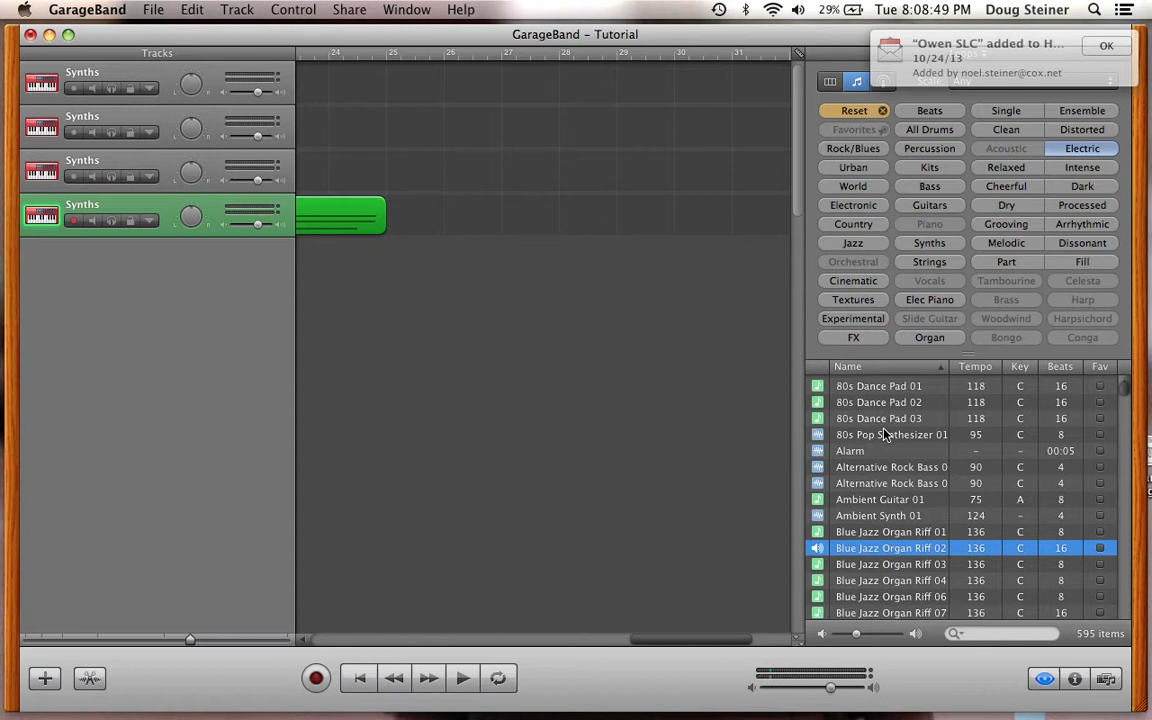 GarageBand File Edit Track Control Share Window Help 29% Tue 8:08:49 PM Doug Steiner
GarageBand – Tutorial
Tracks 24 25 26 27 28 29 30 31
"Owen SLC" added to H...
10/24/13
Added by noel.steiner@cox.net
OK
Any
Synths
Synths
Synths
Synths
Reset Beats Single Ensemble
Favorites All Drums Clean Distorted
Rock/Blues Percussion Acoustic Electric
Urban Kits Relaxed Intense
World Bass Cheerful Dark
Electronic Guitars Dry Processed
Country Piano Grooving Arrhythmic
Jazz Synths Melodic Dissonant
Orchestral Strings Part Fill
Cinematic Vocals Tambourine Celesta
Textures Elec Piano Brass Harp
Experimental Slide Guitar Woodwind Harpsichord
FX Organ Bongo Conga
Name Tempo Key Beats Fav
80s Dance Pad 01 118 C 16
80s Dance Pad 02 118 C 16
80s Dance Pad 03 118 C 16
80s Pop Synthesizer 01 95 C 8
Alarm – – 00:05
Alternative Rock Bass 0 90 C 4
Alternative Rock Bass 0 90 C 4
Ambient Guitar 01 75 A 8
Ambient Synth 01 124 – 4
Blue Jazz Organ Riff 01 136 C 8
Blue Jazz Organ Riff 02 136 C 16
Blue Jazz Organ Riff 03 136 C 8
Blue Jazz Organ Riff 04 136 C 8
Blue Jazz Organ Riff 06 136 C 8
Blue Jazz Organ Riff 07 136 C 16
595 items